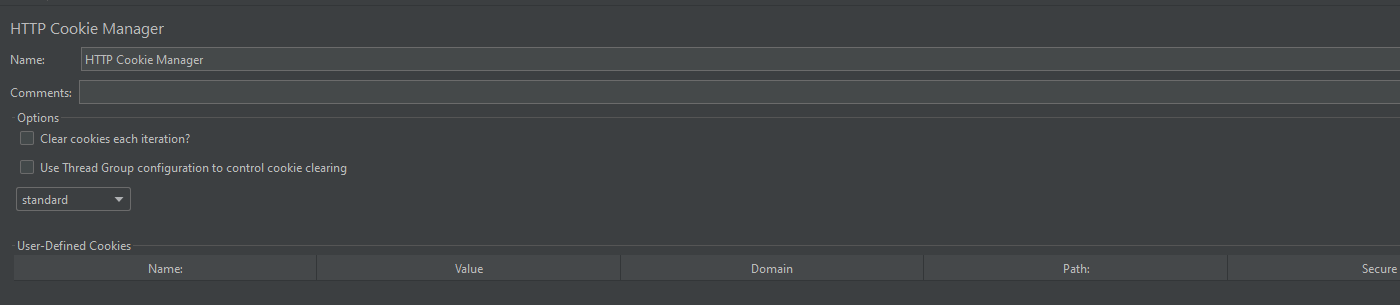 HTTP Cookie Manager
Name: HTTP Cookie Manager
Comments:
Options
Clear cookies each iteration?
Use Thread Group configuration to control cookie clearing
standard
User-Defined Cookies
Name: Value Domain Path: Secure